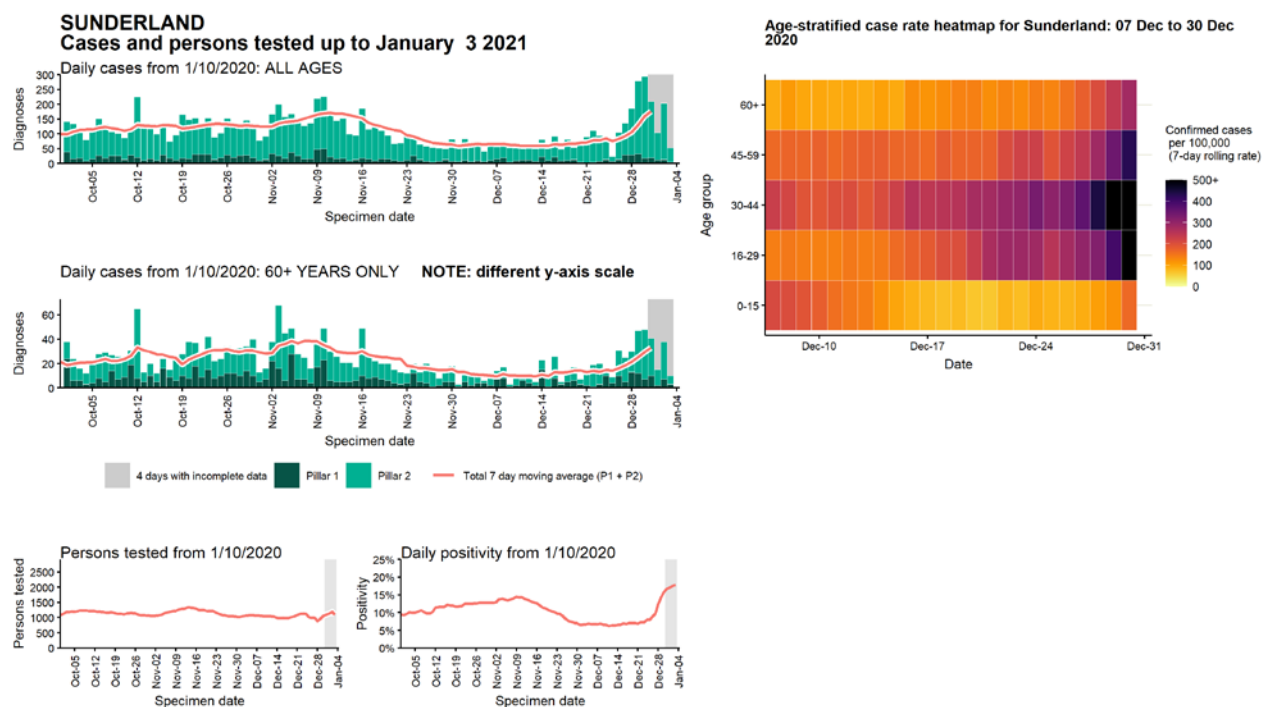 SUNDERLAND
Cases and persons tested up to January 3 2021
Daily cases from 1/10/2020: ALL AGES
Diagnoses
300
250
200
150
100
50
0
Oct-05
Oct-12
Oct-19
Oct-26
Nov-02
Nov-09
Nov-16
Nov-23
Nov-30
Dec-07
Dec-14
Dec-21
Dec-28
Jan-04
Specimen date
Daily cases from 1/10/2020: 60+ YEARS ONLY NOTE: different y-axis scale
Diagnoses
60
40
20
0
Oct-05
Oct-12
Oct-19
Oct-26
Nov-02
Nov-09
Nov-16
Nov-23
Nov-30
Dec-07
Dec-14
Dec-21
Dec-28
Jan-04
Specimen date
4 days with incomplete data Pillar 1 Pillar 2 Total 7 day moving average (P1 + P2)
Persons tested from 1/10/2020
Persons tested
2500
2000
1500
1000
500
0
Oct-05
Oct-12
Oct-19
Oct-26
Nov-02
Nov-09
Nov-16
Nov-23
Nov-30
Dec-07
Dec-14
Dec-21
Dec-28
Jan-04
Specimen date
Daily positivity from 1/10/2020
Positivity
25%
20%
15%
10%
5%
0%
Oct-05
Oct-12
Oct-19
Oct-26
Nov-02
Nov-09
Nov-16
Nov-23
Nov-30
Dec-07
Dec-14
Dec-21
Dec-28
Jan-04
Specimen date
Age-stratified case rate heatmap for Sunderland: 07 Dec to 30 Dec
2020
Age group
60+
45-59
30-44
16-29
0-15
Dec-10
Dec-17
Dec-24
Dec-31
Date
Confirmed cases
per 100,000
(7-day rolling rate)
500+
400
300
200
100
0